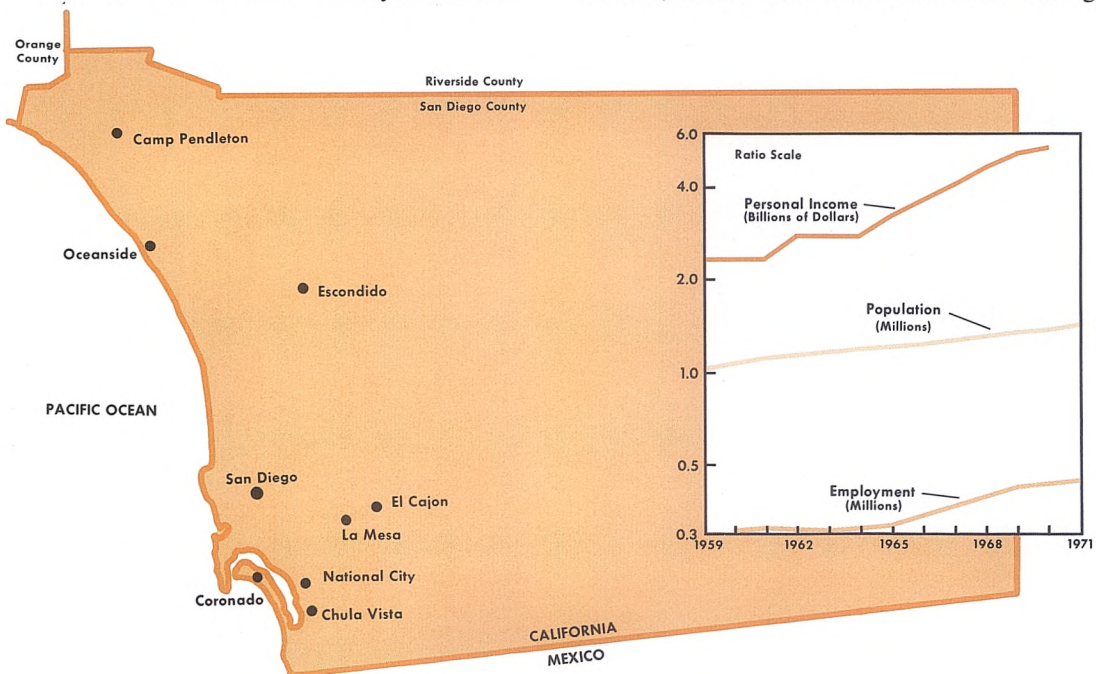 Orange
County
Riverside County
San Diego County
Camp Pendleton
Oceanside
Escondido
PACIFIC OCEAN
San Diego
El Cajon
La Mesa
National City
Coronado
Chula Vista
CALIFORNIA
MEXICO
6.0
Ratio Scale
4.0
Personal Income
(Billions of Dollars)
2.0
Population
(Millions)
1.0
0.5
Employment
(Millions)
0.3
1959 1962 1965 1968 1971